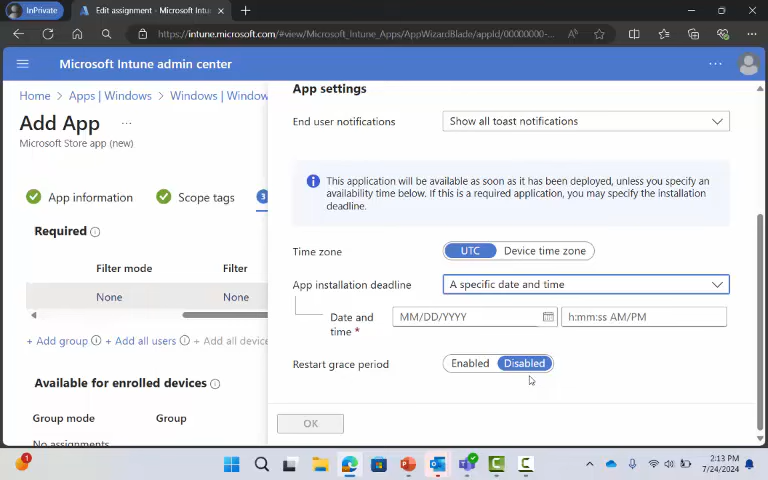 InPrivate
Edit assignment - Microsoft Intu
https://intune.microsoft.com/#view/Microsoft_Intune_Apps/AppWizardBlade/appId/00000000-...
Microsoft Intune admin center
Home > Apps | Windows > Windows | Window
Add App ...
Microsoft Store app (new)
App information
Scope tags
3
Required
Filter mode
Filter
None
None
+ Add group
+ Add all users
+ Add all device
Available for enrolled devices
Group mode
Group
No assignments
App settings
End user notifications
Show all toast notifications
This application will be available as soon as it has been deployed, unless you specify an
availability time below. If this is a required application, you may specify the installation
deadline.
Time zone
UTC
Device time zone
App installation deadline
A specific date and time
Date and
time *
MM/DD/YYYY
h:mm:ss AM/PM
Restart grace period
Enabled
Disabled
OK
1
2:13 PM
7/24/2024